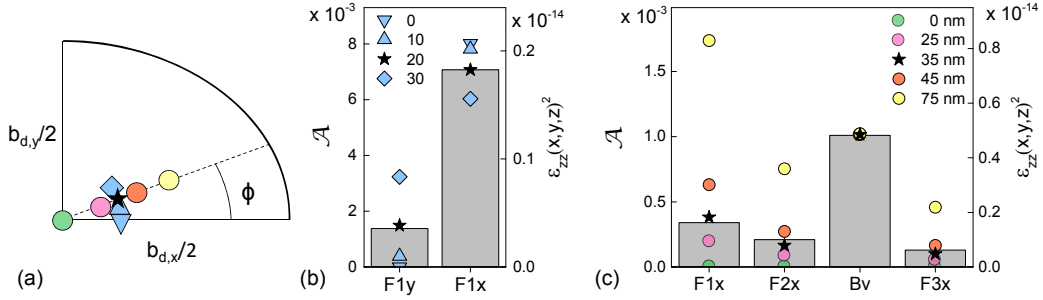 b_{d,y}/2
ϕ
b_{d,x}/2
(a)
x 10^{-3}
x 10^{-14}
0
10
20
30
8
6
4
2
0
𝒜
0.2
0.1
0.0
ε_{zz}(x,y,z)^2
F1y
F1x
(b)
x 10^{-3}
x 10^{-14}
0 nm
25 nm
35 nm
45 nm
75 nm
1.5
1.0
0.5
0.0
𝒜
0.8
0.6
0.4
0.2
0.0
ε_{zz}(x,y,z)^2
F1x
F2x
Bv
F3x
(c)